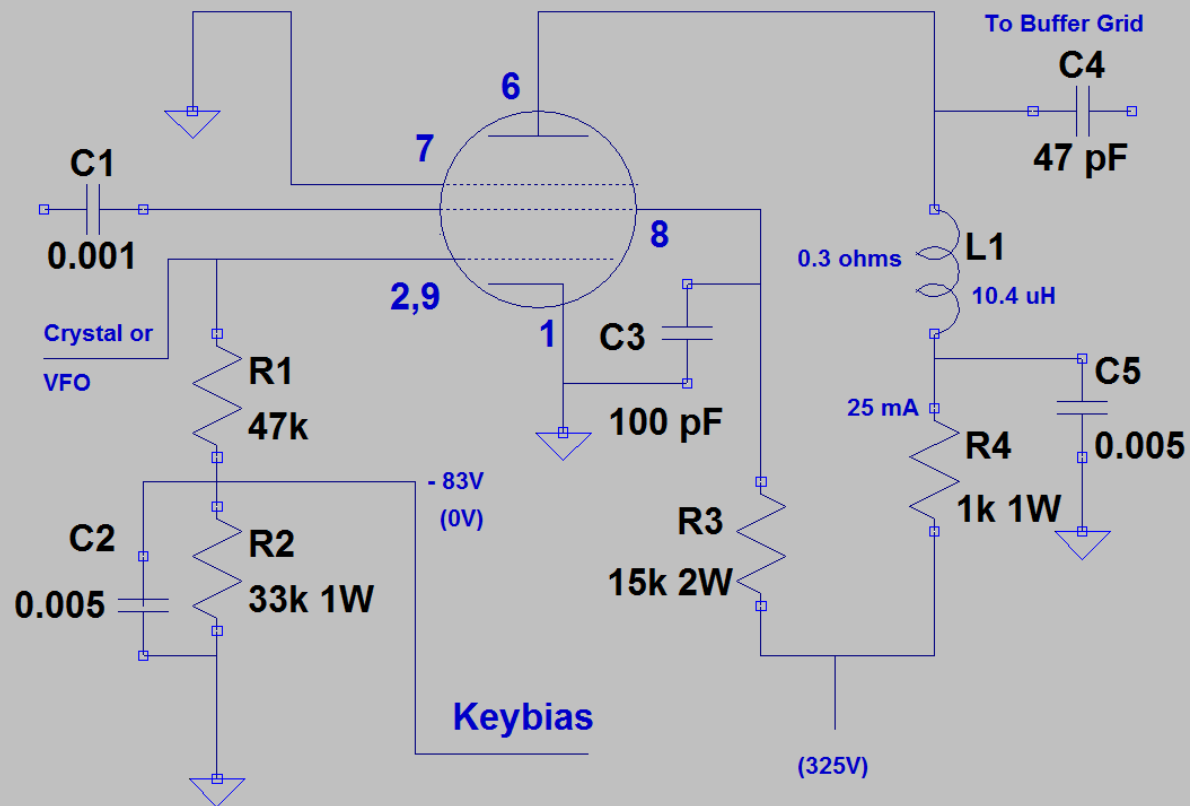 To Buffer Grid
C4
47 pF
6
7
C1
0.001
8
2,9
1
0.3 ohms
L1
10.4 uH
Crystal or
VFO
R1
47k
C3
100 pF
C5
0.005
25 mA
R4
1k 1W
- 83V
(0V)
C2
0.005
R2
33k 1W
R3
15k 2W
Keybias
(325V)